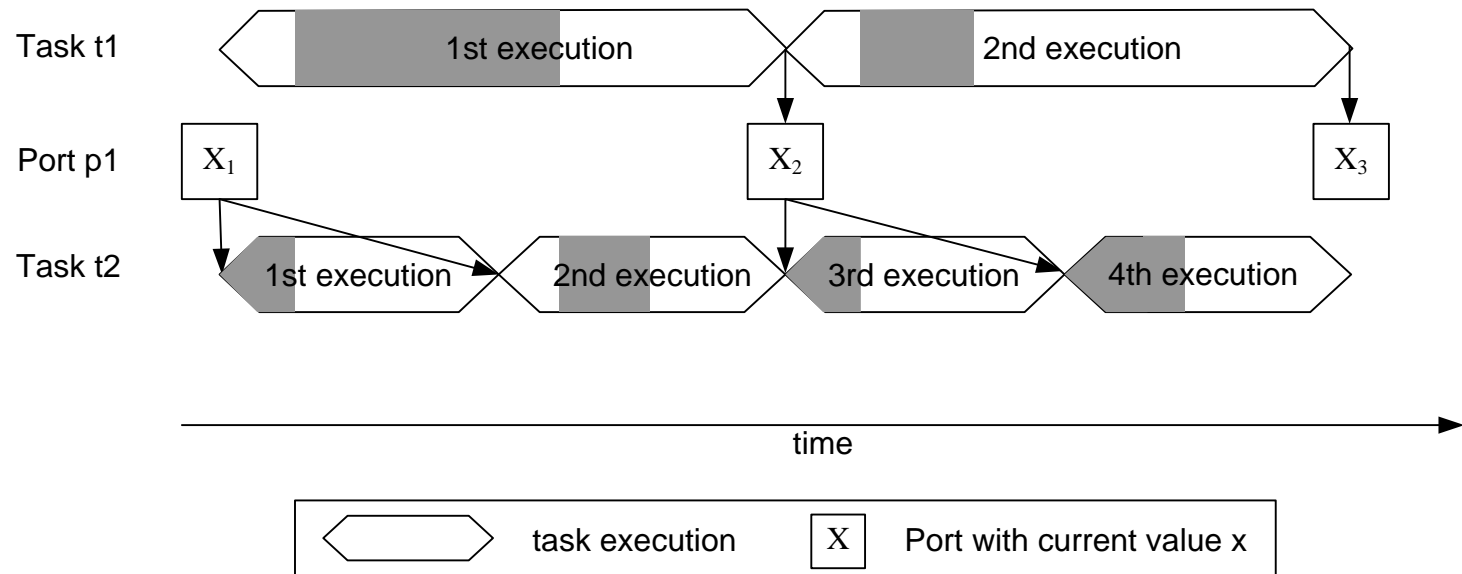 Task t1
1st execution
2nd execution
Port p1
X1
X2
X3
Task t2
1st execution
2nd execution
3rd execution
4th execution
time
task execution
X
Port with current value x